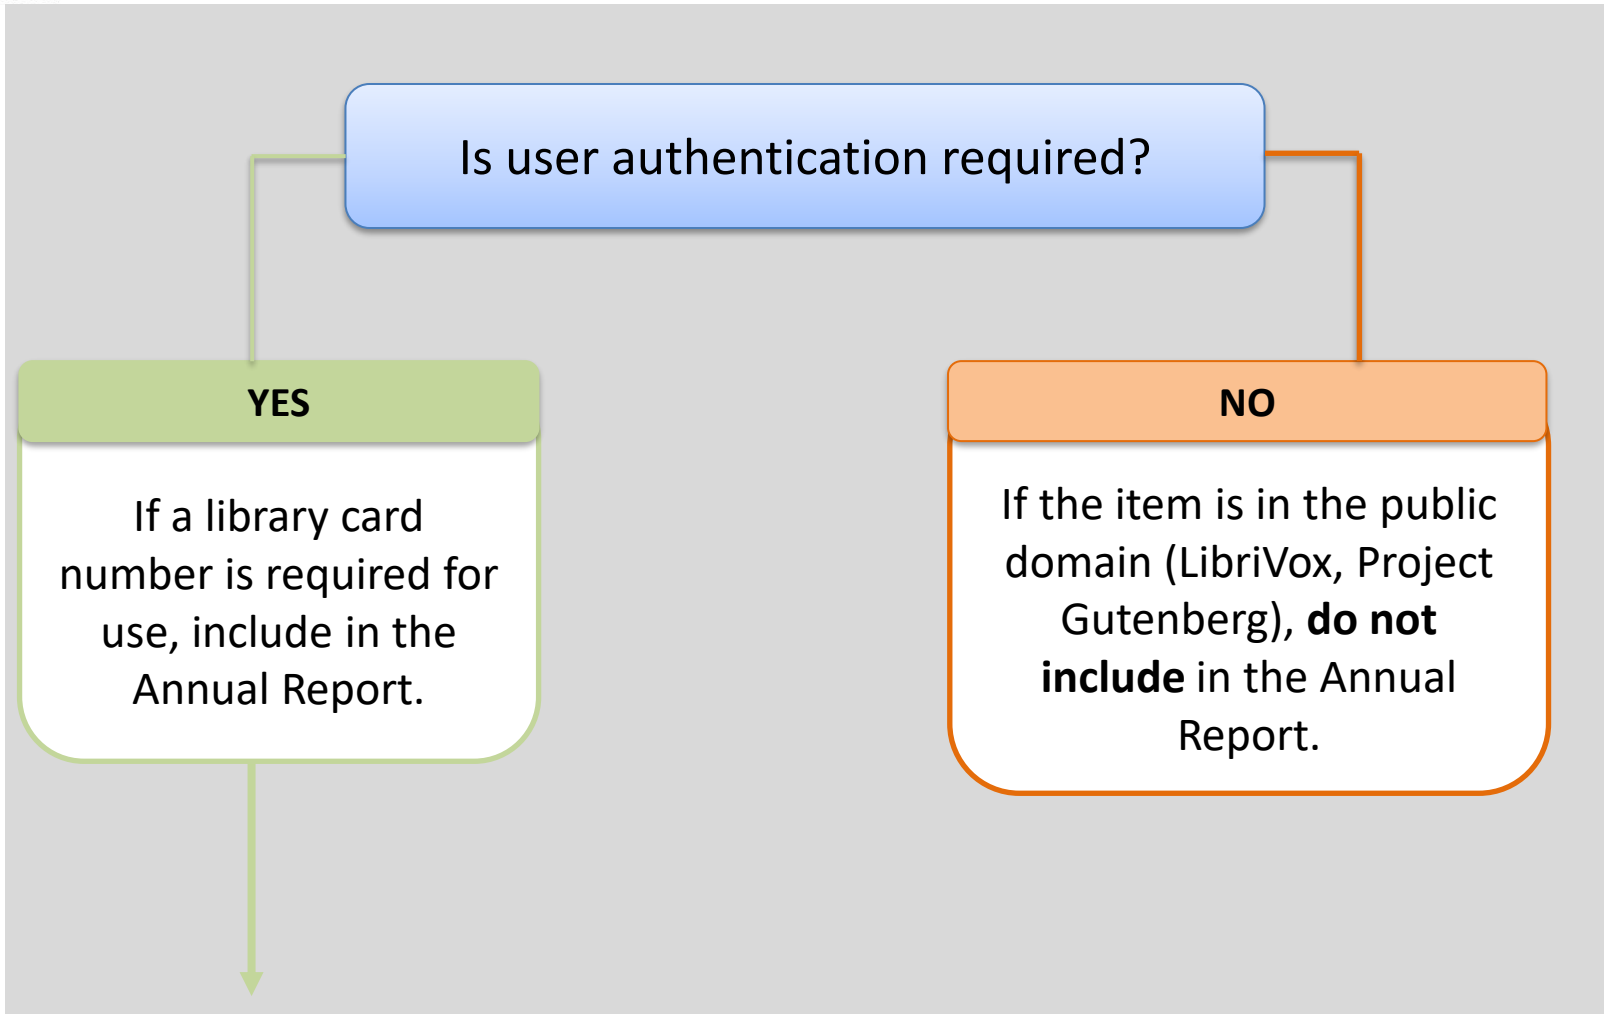 Is user authentication required?
YES
If a library card
number is required for
use, include in the
Annual Report.
NO
If the item is in the public
domain (LibriVox, Project
Gutenberg), do not
include in the Annual
Report.